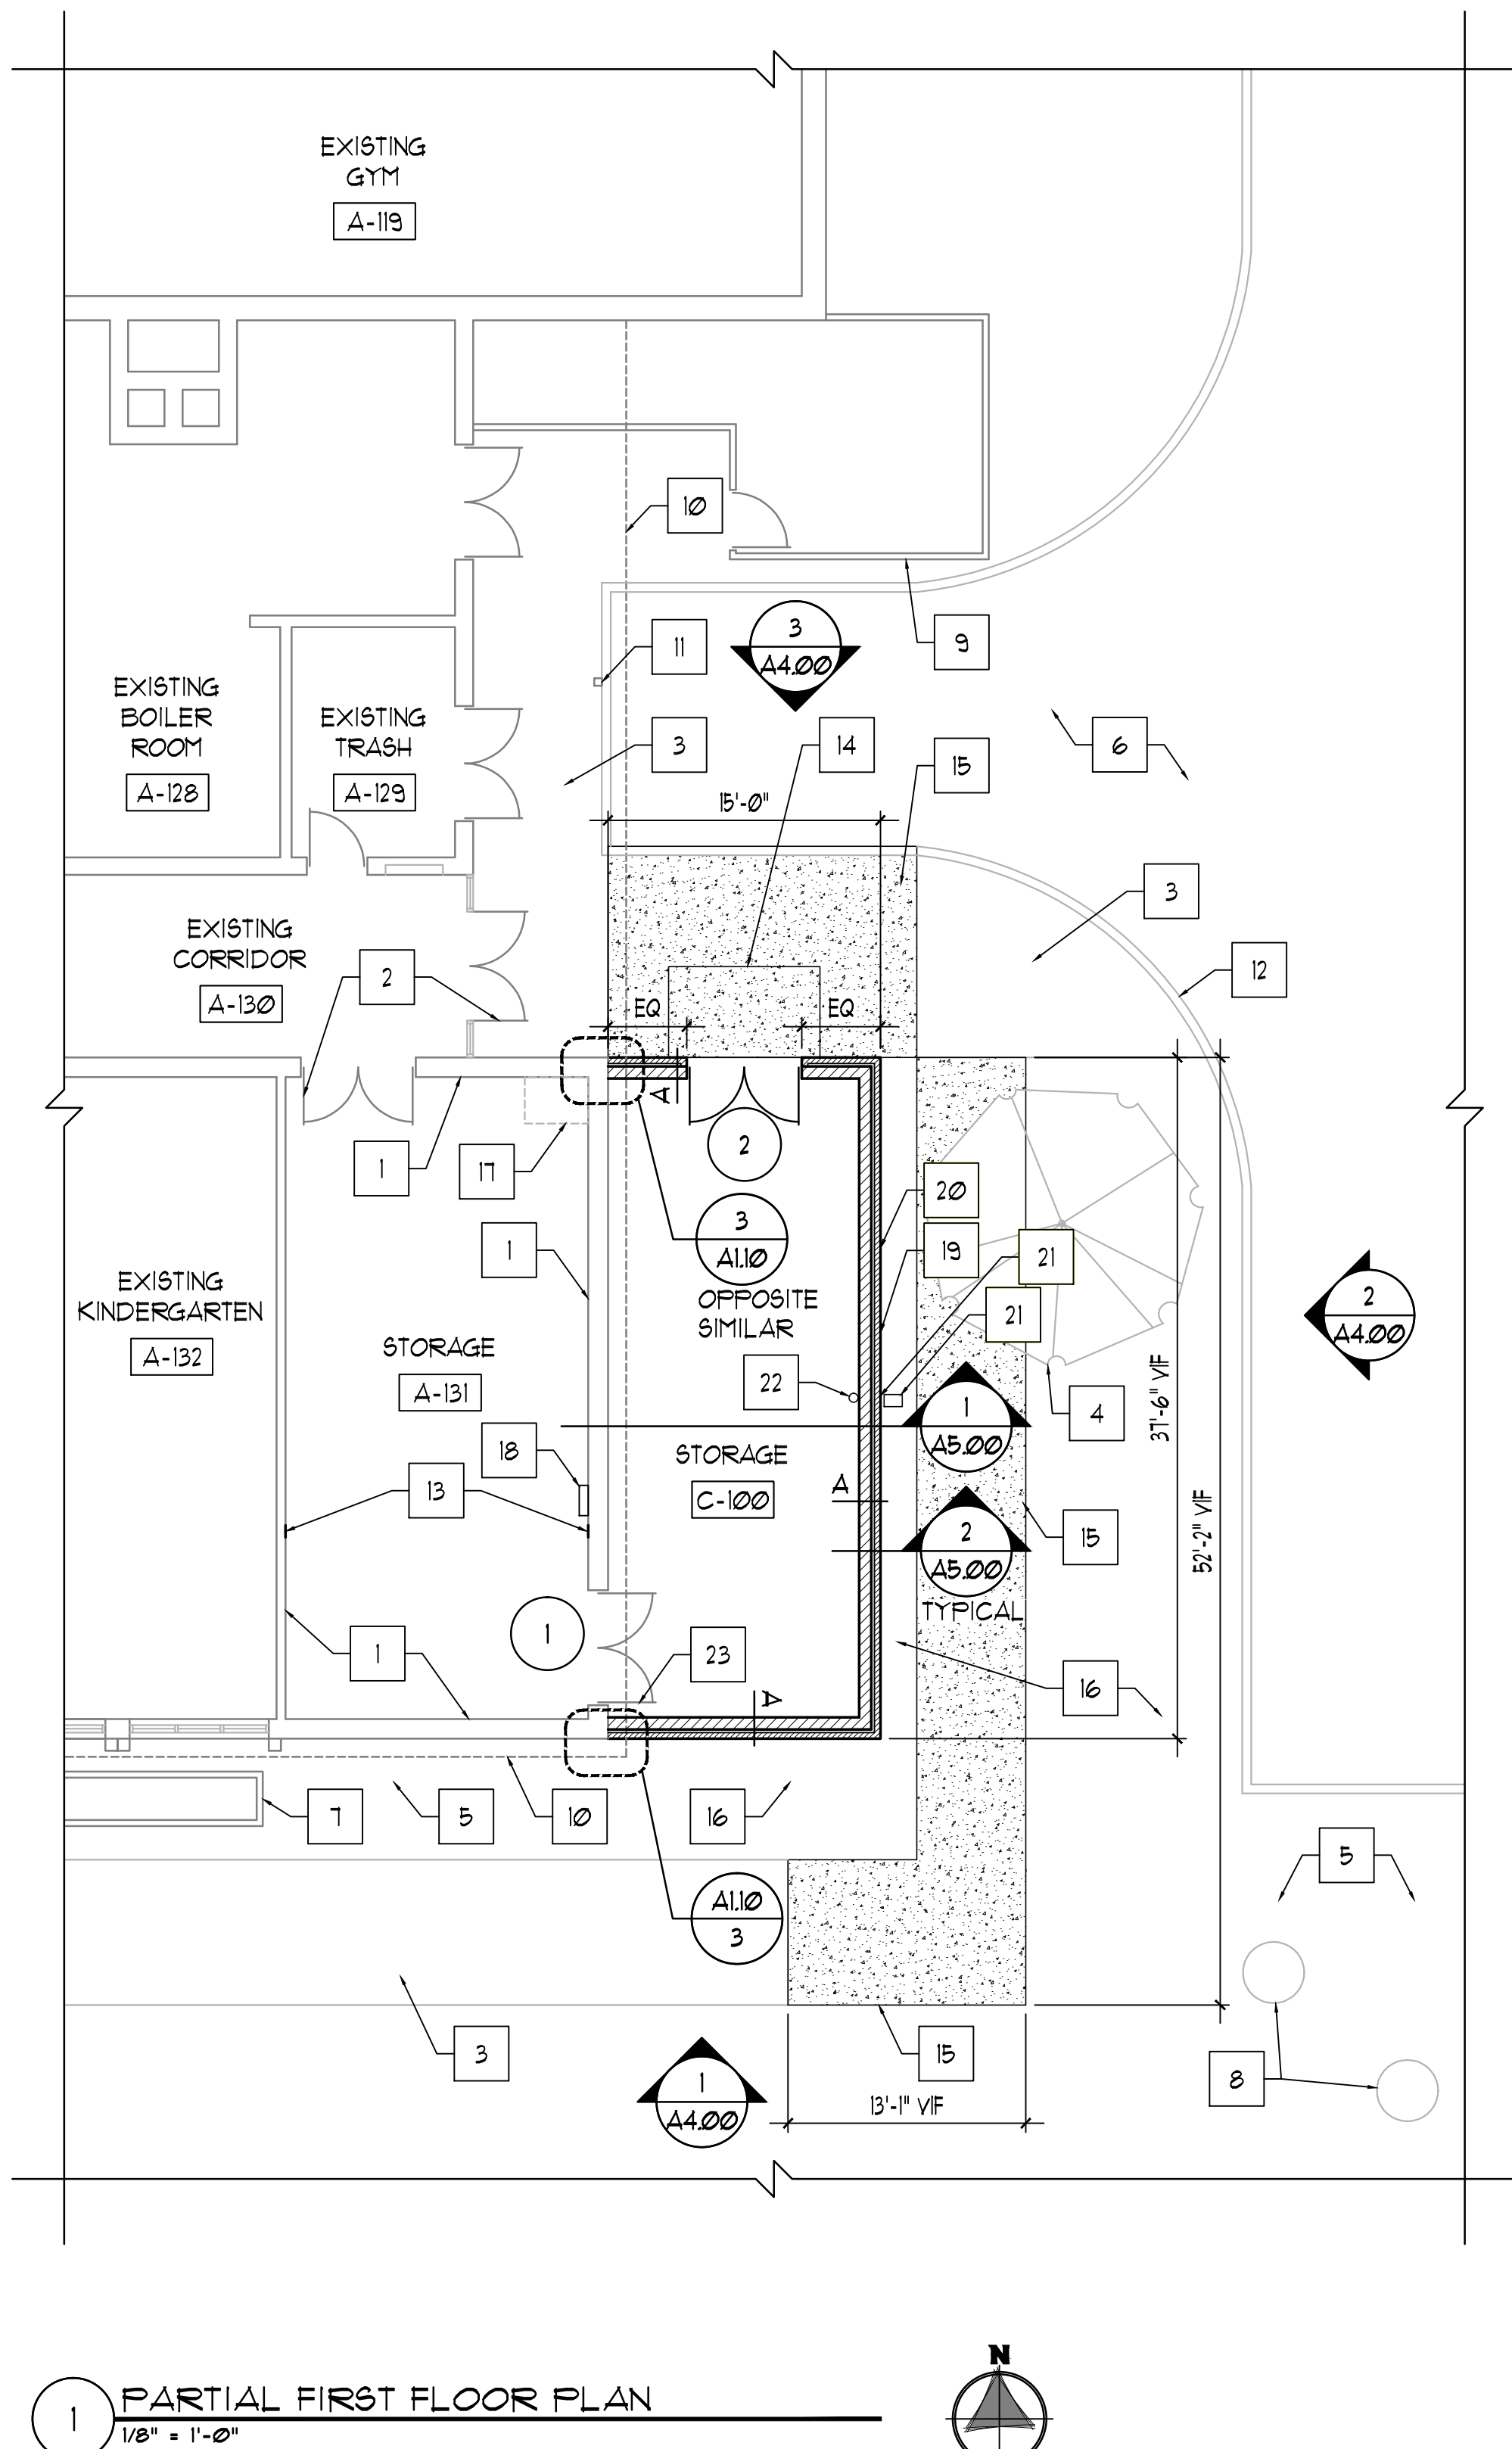 EXISTING
GYM
A-119
10
11
9
3
A4.00
EXISTING
BOILER
ROOM
A-128
EXISTING
TRASH
A-129
3
14
15
6
15'-0"
3
EXISTING
CORRIDOR
A-130
2
12
EQ
EQ
A
1
17
2
3
A1.10
OPPOSITE
SIMILAR
20
19
21
21
1
EXISTING
KINDERGARTEN
A-132
STORAGE
A-131
2
A4.00
22
4
37'-6" VIF
1
A5.00
18
STORAGE
C-100
13
A
2
A5.00
TYPICAL
15
52'-2" VIF
1
1
23
16
A
7
5
10
16
5
A1.10
3
3
15
8
1
A4.00
13'-1" VIF
N
1
PARTIAL FIRST FLOOR PLAN
1/8" = 1'-0"